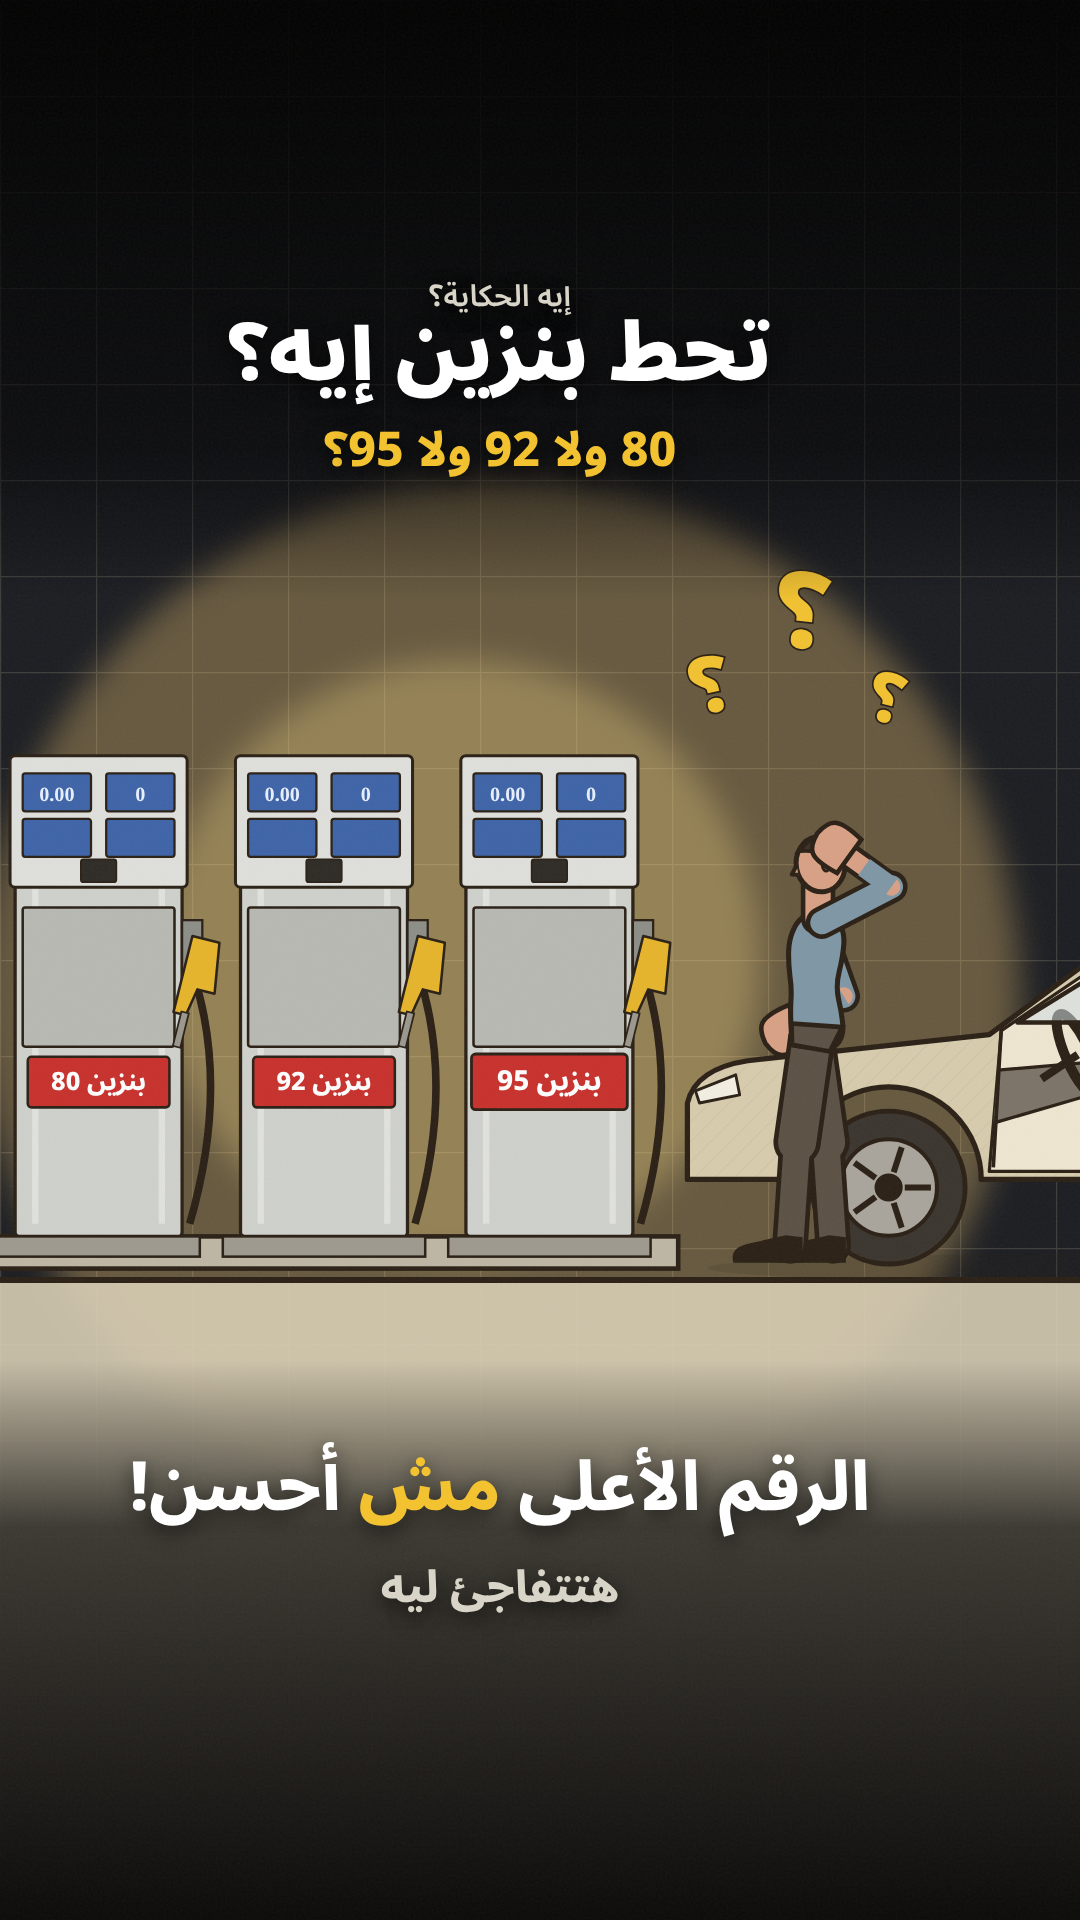 إيه الحكاية؟
تحط بنزين إيه؟
80 ولا 92 ولا 95؟
؟
؟
؟
0.00 0
0.00 0
0.00 0
بنزين 80
بنزين 92
بنزين 95
الرقم الأعلى مش أحسن!
هتتفاجئ ليه